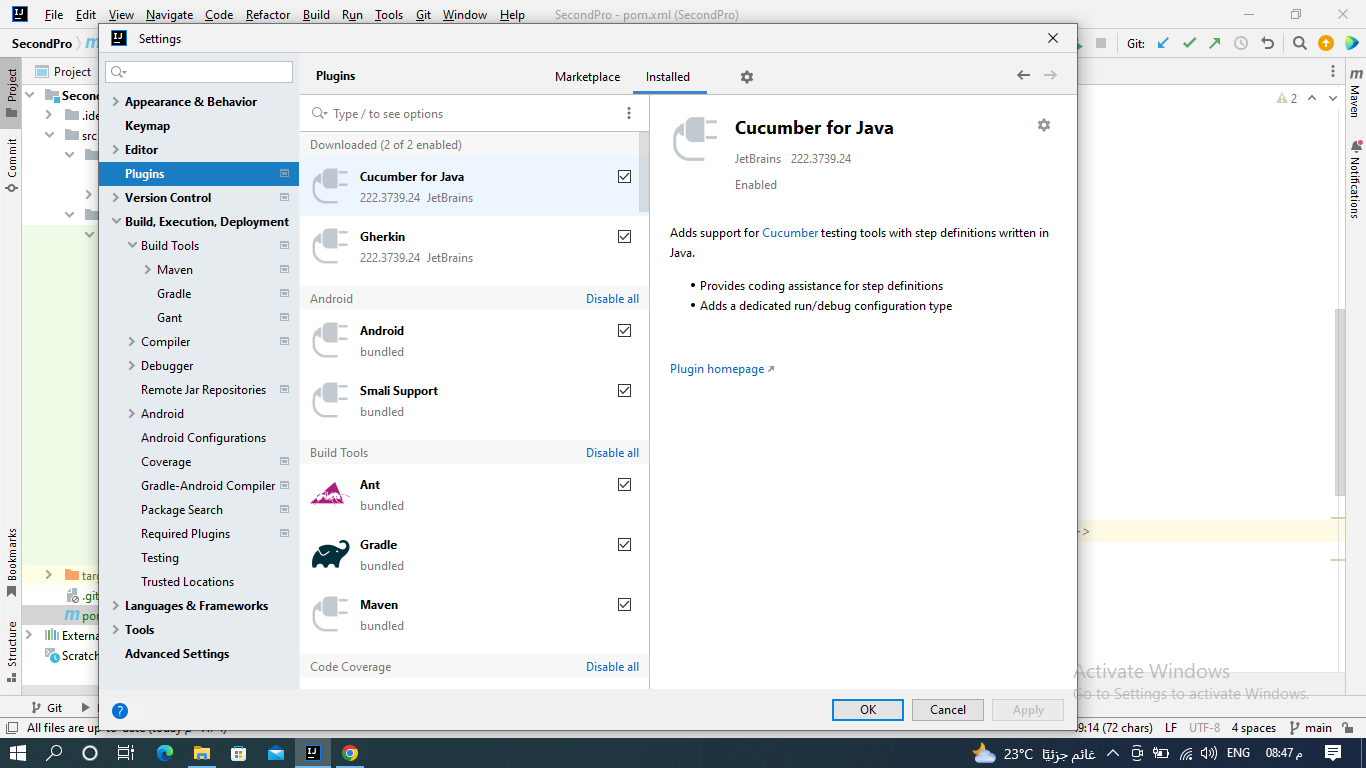 File Edit View Navigate Code Refactor Build Run Tools Git Window Help SecondPro - pom.xml (SecondPro)
SecondPro
Git:
Settings
Project
Second
.ide
src
targ
.git
pom
Externa
Scratch
Project
Commit
Bookmarks
Structure
Appearance & Behavior
Keymap
Editor
Plugins
Version Control
Build, Execution, Deployment
Build Tools
Maven
Gradle
Gant
Compiler
Debugger
Remote Jar Repositories
Android
Android Configurations
Coverage
Gradle-Android Compiler
Package Search
Required Plugins
Testing
Trusted Locations
Languages & Frameworks
Tools
Advanced Settings
Plugins
Marketplace
Installed
Type / to see options
Downloaded (2 of 2 enabled)
Cucumber for Java
222.3739.24 JetBrains
Gherkin
222.3739.24 JetBrains
Android Disable all
Android
bundled
Smali Support
bundled
Build Tools Disable all
Ant
bundled
Gradle
bundled
Maven
bundled
Code Coverage Disable all
Cucumber for Java
JetBrains 222.3739.24
Enabled
Adds support for Cucumber testing tools with step definitions written in
Java.
• Provides coding assistance for step definitions
• Adds a dedicated run/debug configuration type
Plugin homepage
2
->
Maven
Notifications
Activate Windows
Go to Settings to activate Windows.
?
OK
Cancel
Apply
Git
All files are up-to-date (today
9:14 (72 chars) LF UTF-8 4 spaces main
23°C غائم جزئيًا ENG 08:47 م